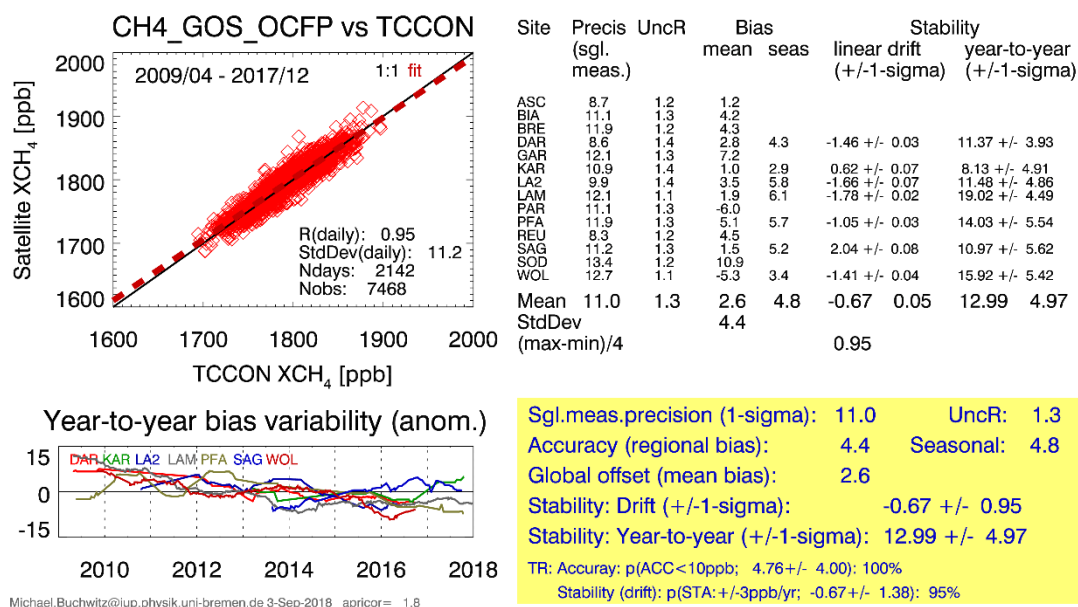 CH4_GOS_OCFP vs TCCON
2009/04 - 2017/12
1:1 fit
R(daily): 0.95
StdDev(daily): 11.2
Ndays: 2142
Nobs: 7468
2000
1900
1800
1700
1600
Satellite XCH4 [ppb]
1600 1700 1800 1900 2000
TCCON XCH4 [ppb]
Site Precis UncR Bias Stability
(sgl. mean seas linear drift year-to-year
meas.) (+/-1-sigma) (+/-1-sigma)
ASC 8.7 1.2 1.2
BIA 11.1 1.3 4.2
BRE 11.9 1.2 4.3
DAR 8.6 1.4 2.8 4.3 -1.46 +/- 0.03 11.37 +/- 3.93
GAR 12.1 1.3 7.2
KAR 10.9 1.4 1.0 2.9 0.62 +/- 0.07 8.13 +/- 4.91
LA2 9.9 1.4 3.5 5.8 -1.66 +/- 0.07 11.48 +/- 4.86
LAM 12.1 1.1 1.9 6.1 -1.78 +/- 0.02 19.02 +/- 4.49
PAR 11.1 1.3 -6.0
PFA 11.9 1.3 5.1 5.7 -1.05 +/- 0.03 14.03 +/- 5.54
REU 8.3 1.2 4.5
SAG 11.2 1.3 1.5 5.2 2.04 +/- 0.08 10.97 +/- 5.62
SOD 13.4 1.2 10.9
WOL 12.7 1.1 -5.3 3.4 -1.41 +/- 0.04 15.92 +/- 5.42
Mean 11.0 1.3 2.6 4.8 -0.67 0.05 12.99 4.97
StdDev 4.4
(max-min)/4 0.95
Year-to-year bias variability (anom.)
15
0
-15
DAR KAR LA2 LAM PFA SAG WOL
2010 2012 2014 2016 2018
Michael.Buchwitz@iup.physik.uni-bremen.de 3-Sep-2018 apricor= 1.8
Sgl.meas.precision (1-sigma): 11.0 UncR: 1.3
Accuracy (regional bias): 4.4 Seasonal: 4.8
Global offset (mean bias): 2.6
Stability: Drift (+/-1-sigma): -0.67 +/- 0.95
Stability: Year-to-year (+/-1-sigma): 12.99 +/- 4.97
TR: Accuray: p(ACC<10ppb; 4.76+/- 4.00): 100%
Stability (drift): p(STA:+/-3ppb/yr; -0.67+/- 1.38): 95%